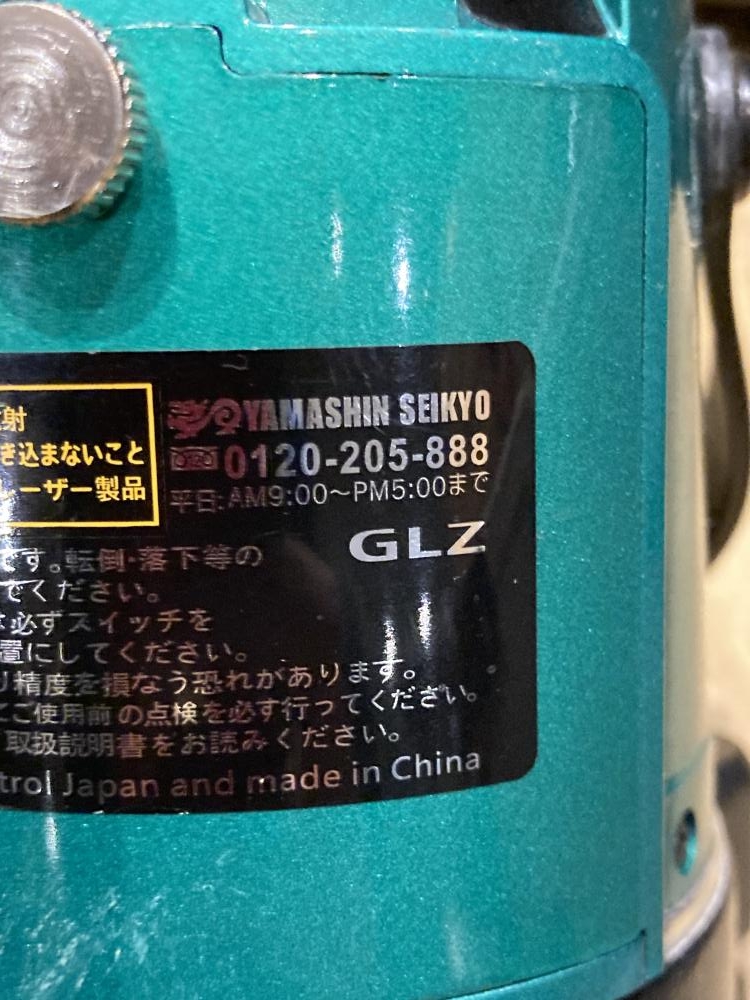 射
YAMASHIN SEIKYO
き込まないこと
0120-205-888
レーザー製品
平日:AM9:00～PM5:00まで
GLZ
です。転倒・落下等の
でください。
は必ずスイッチを
置にしてください。
り精度を損なう恐れがあります。
にご使用前の点検を必す行ってください。
取扱説明書をお読みください。
trol Japan and made in China